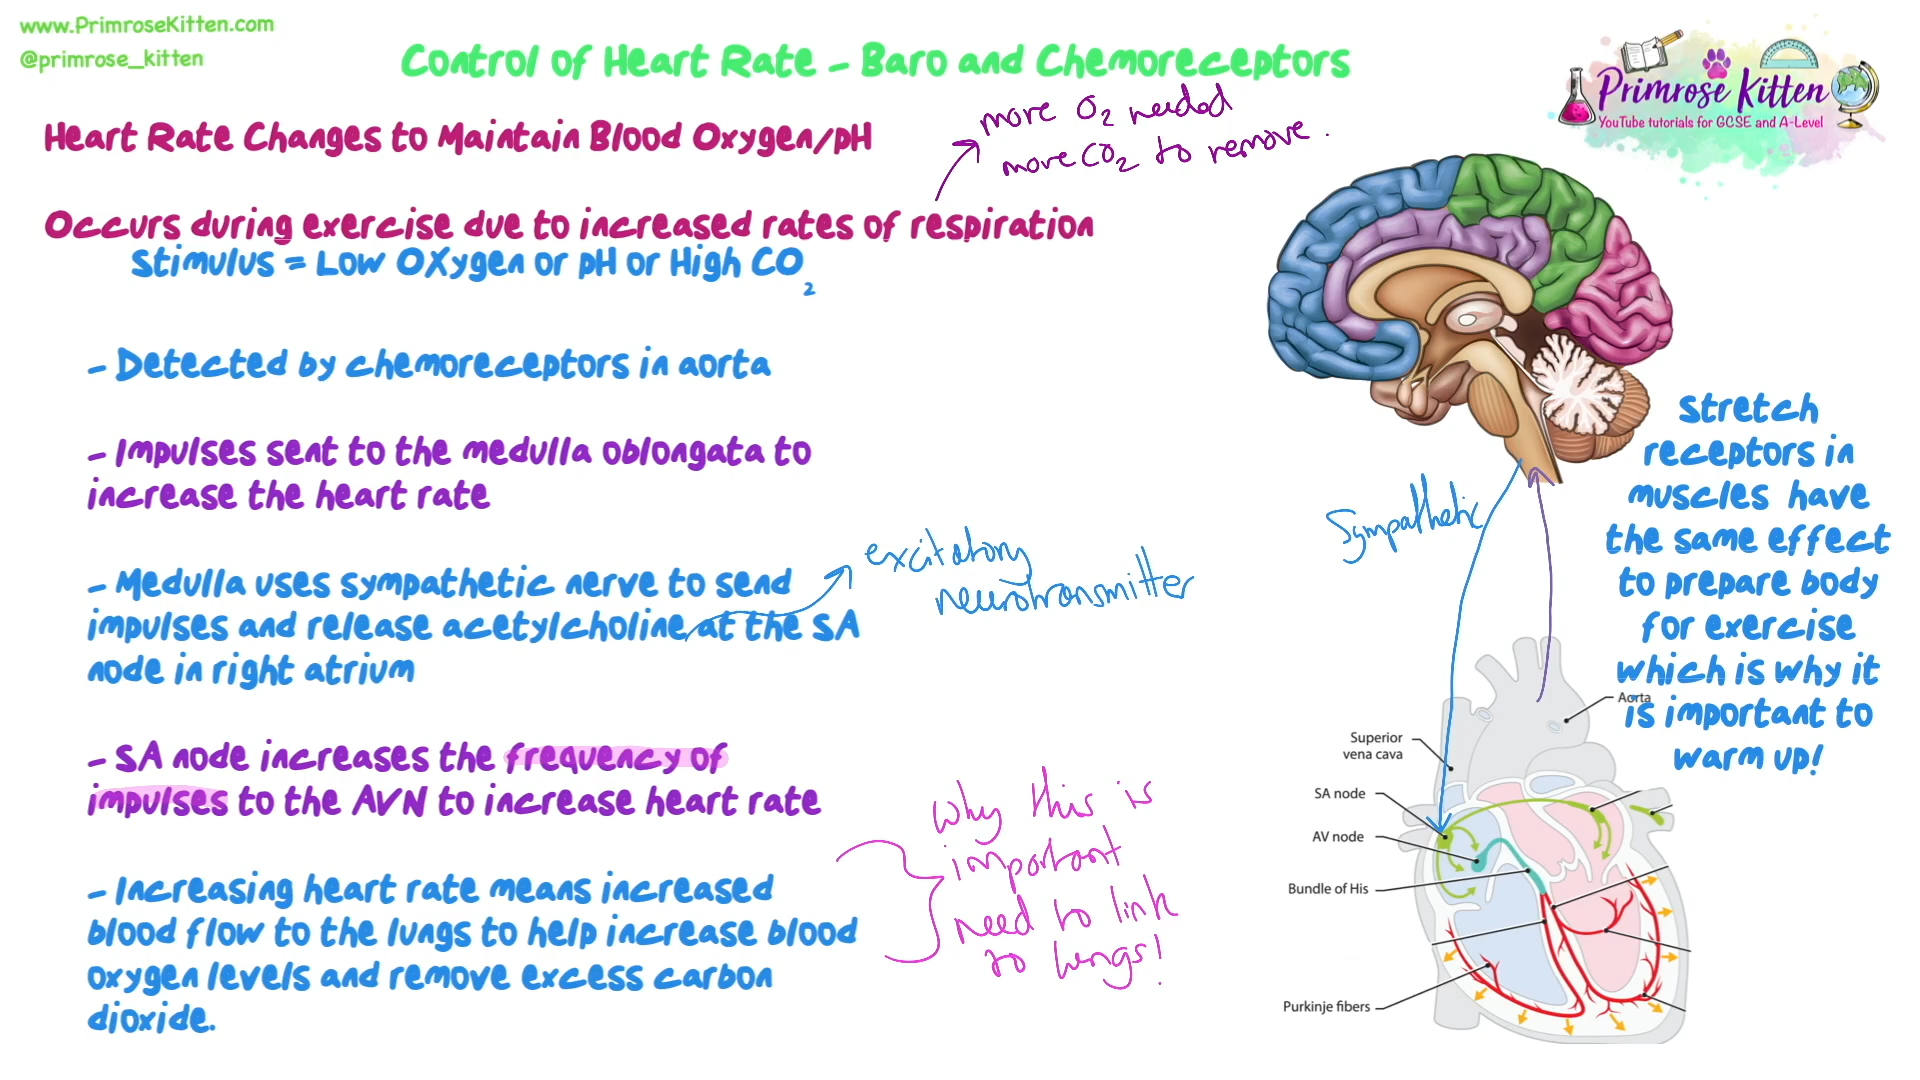 www.PrimroseKitten.com
@primrose_kitten
Control of Heart Rate - Baro and Chemoreceptors
Primrose Kitten
YouTube tutorials for GCSE and A-Level
Heart Rate Changes to Maintain Blood Oxygen/pH
more O2 needed
more CO2 to remove.
Occurs during exercise due to increased rates of respiration
Stimulus = Low OXygen or pH or High CO2
- Detected by chemoreceptors in aorta
- Impulses sent to the medulla oblongata to
increase the heart rate
- Medulla uses sympathetic nerve to send
impulses and release acetylcholine at the SA
node in right atrium
excitatory
neurotransmitter
- SA node increases the frequency of
impulses to the AVN to increase heart rate
- Increasing heart rate means increased
blood flow to the lungs to help increase blood
oxygen levels and remove excess carbon
dioxide.
Why this is
important
need to link
to lungs!
Sympathetic
Stretch
receptors in
muscles have
the same effect
to prepare body
for exercise
which is why it
is important to
warm up!
Aorta
Superior
vena cava
SA node
AV node
Bundle of His
Purkinje fibers